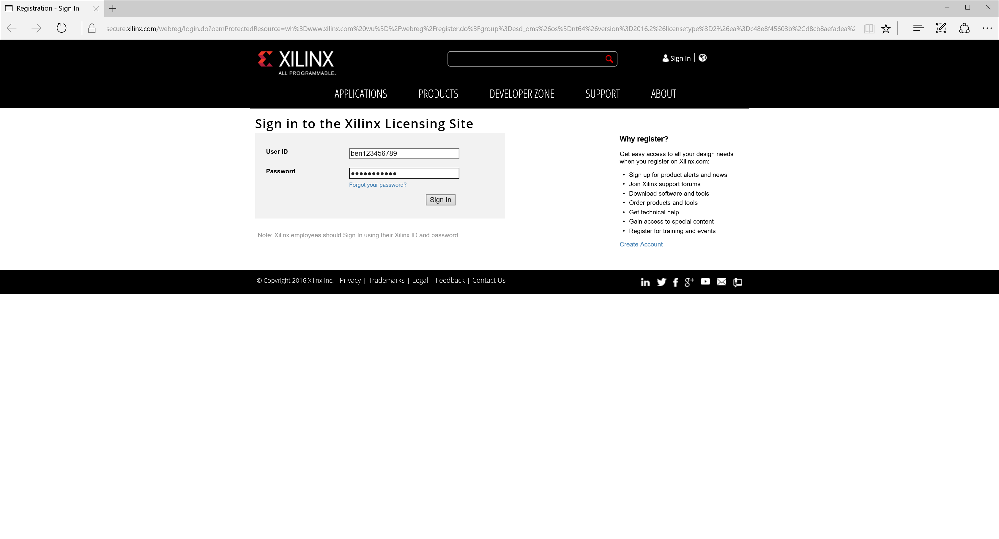 Registration - Sign In
secure.xilinx.com/webreg/login.do?oamProtectedResource=wh%3Dwww.xilinx.com%20wu%3D%2Fwebreg%2Fregister.do%3Fgroup%3Desd_oms%26os%3Dnt64%26version%3D2016.2%26licensetype%3D2%26ea%3Dc48e8f45603b%2Cd8cb8aefadea%2
XILINX
ALL PROGRAMMABLE™
Sign In
APPLICATIONS PRODUCTS DEVELOPER ZONE SUPPORT ABOUT
Sign in to the Xilinx Licensing Site
User ID ben123456789
Password •••••••••••
Forgot your password?
Sign In
Note: Xilinx employees should Sign In using their Xilinx ID and password.
Why register?
Get easy access to all your design needs
when you register on Xilinx.com:
• Sign up for product alerts and news
• Join Xilinx support forums
• Download software and tools
• Order products and tools
• Get technical help
• Gain access to special content
• Register for training and events
Create Account
© Copyright 2016 Xilinx Inc. | Privacy | Trademarks | Legal | Feedback | Contact Us